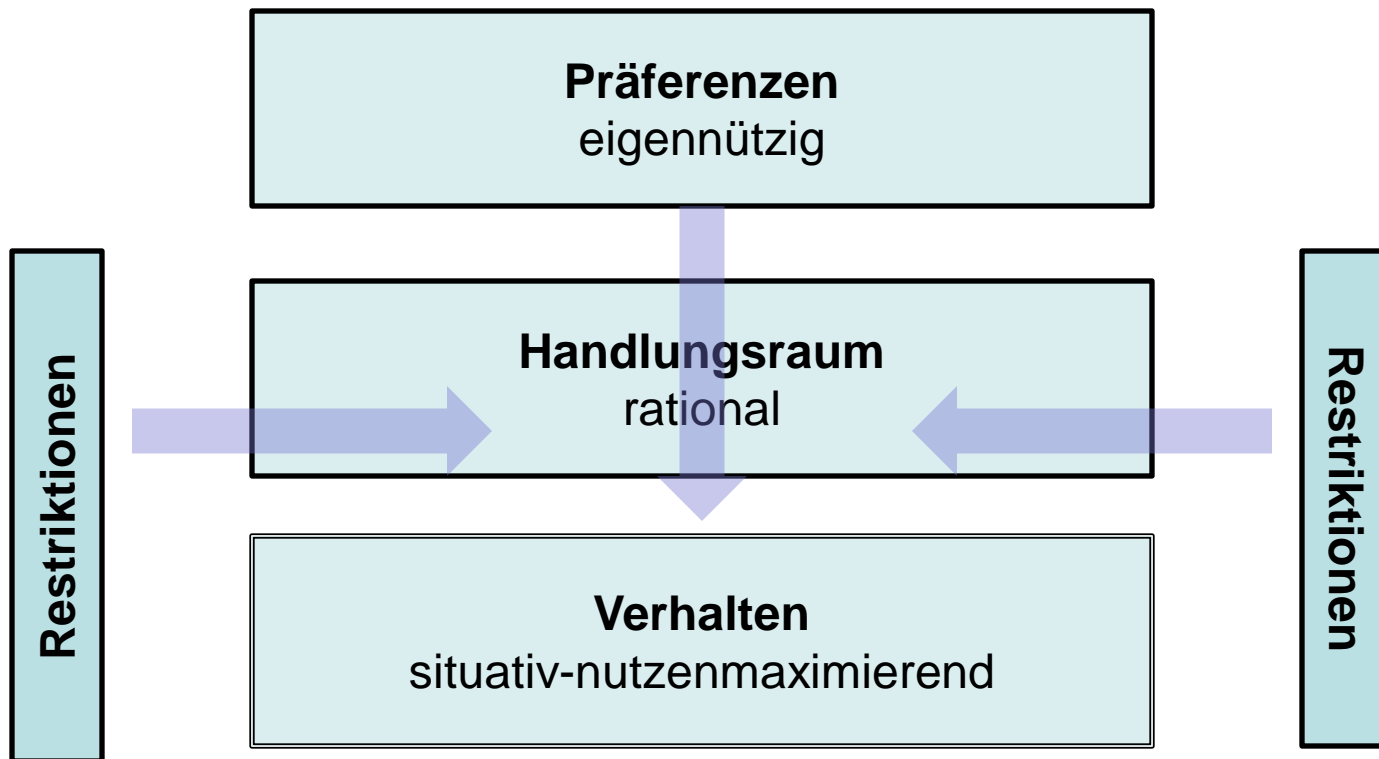 Präferenzen
eigennützig
Restriktionen
Handlungsraum
rational
Restriktionen
Verhalten
situativ-nutzenmaximierend